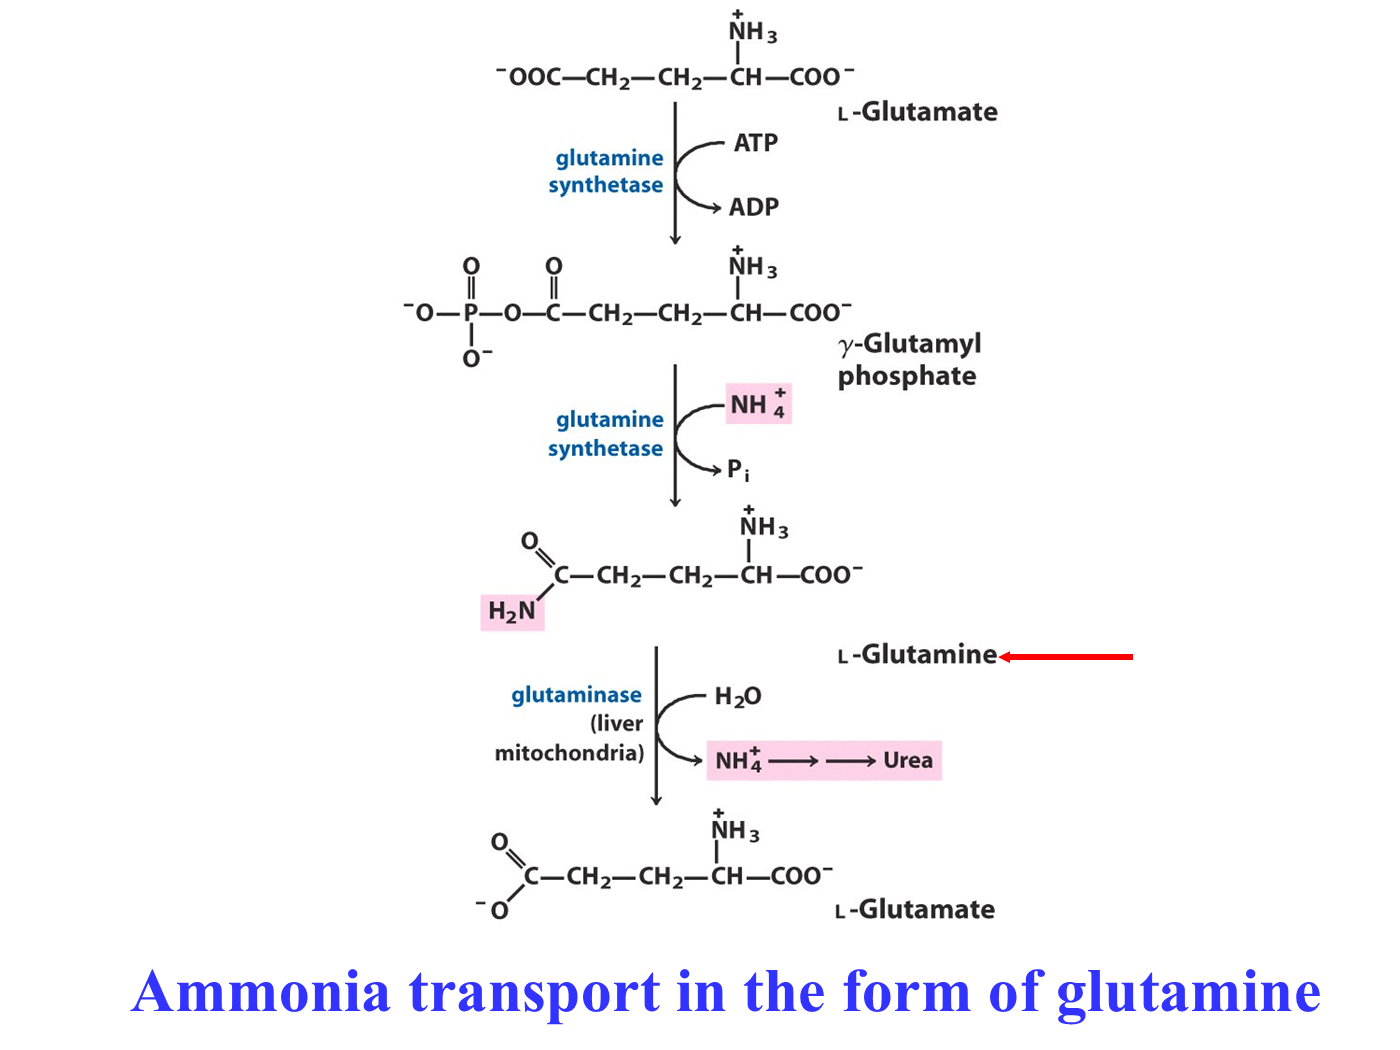 ⁺NH₃
⁻OOC—CH₂—CH₂—CH—COO⁻
L-Glutamate
ATP
glutamine
synthetase
ADP
O O ⁺NH₃
⁻O—P—O—C—CH₂—CH₂—CH—COO⁻
O⁻
γ-Glutamyl
phosphate
NH₄⁺
glutamine
synthetase
Pᵢ
⁺NH₃
O
C—CH₂—CH₂—CH—COO⁻
H₂N
L-Glutamine
glutaminase
(liver
mitochondria)
H₂O
NH₄⁺ → → Urea
⁺NH₃
O
C—CH₂—CH₂—CH—COO⁻
⁻O
L-Glutamate
Ammonia transport in the form of glutamine